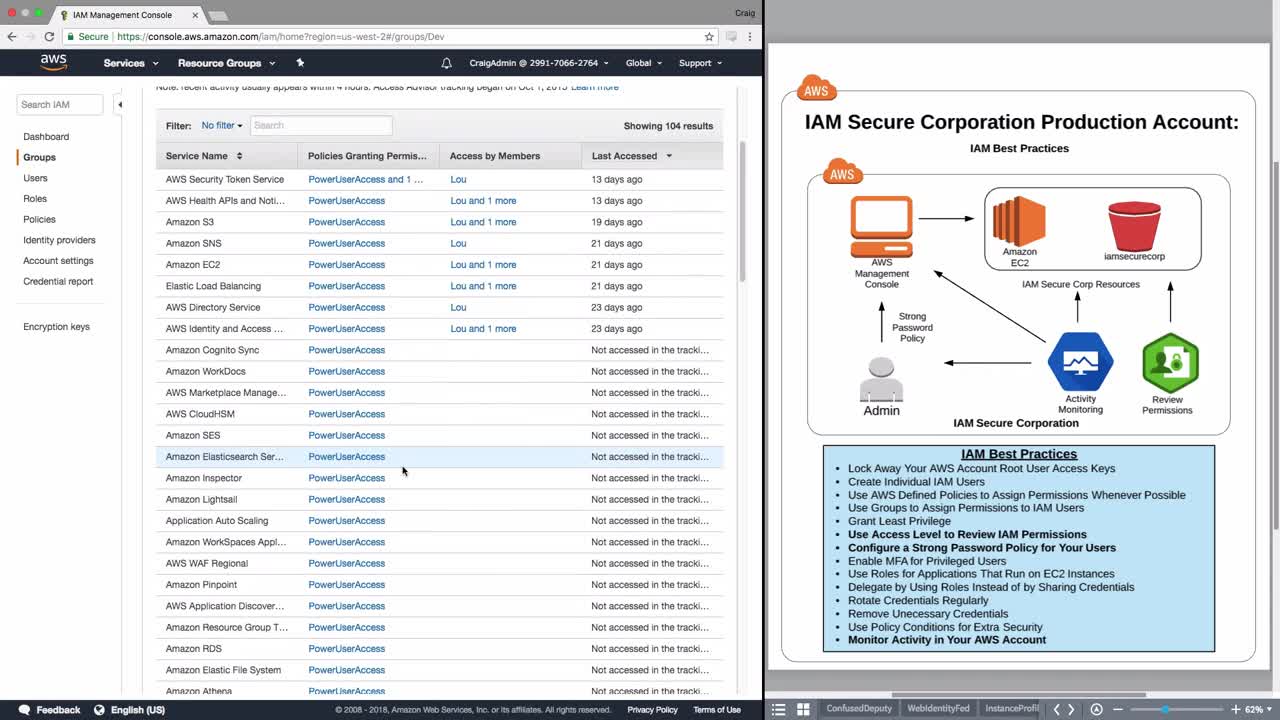 IAM Management Console
Craig
Secure https://console.aws.amazon.com/iam/home?region=us-west-2#/groups/Dev
aws Services Resource Groups CraigAdmin @ 2991-7066-2764 Global Support
Note: recent activity usually appears within 4 hours. Access Advisor tracking began on Oct 1, 2015 Learn more
Search IAM
Dashboard
Groups
Users
Roles
Policies
Identity providers
Account settings
Credential report
Encryption keys
Filter: No filter Search Showing 104 results
Service Name Policies Granting Permis... Access by Members Last Accessed
AWS Security Token Service PowerUserAccess and 1 ... Lou 13 days ago
AWS Health APIs and Noti... PowerUserAccess Lou and 1 more 13 days ago
Amazon S3 PowerUserAccess Lou and 1 more 19 days ago
Amazon SNS PowerUserAccess Lou 21 days ago
Amazon EC2 PowerUserAccess Lou and 1 more 21 days ago
Elastic Load Balancing PowerUserAccess Lou and 1 more 21 days ago
AWS Directory Service PowerUserAccess Lou 23 days ago
AWS Identity and Access ... PowerUserAccess Lou and 1 more 23 days ago
Amazon Cognito Sync PowerUserAccess Not accessed in the tracki...
Amazon WorkDocs PowerUserAccess Not accessed in the tracki...
AWS Marketplace Manage... PowerUserAccess Not accessed in the tracki...
AWS CloudHSM PowerUserAccess Not accessed in the tracki...
Amazon SES PowerUserAccess Not accessed in the tracki...
Amazon Elasticsearch Ser... PowerUserAccess Not accessed in the tracki...
Amazon Inspector PowerUserAccess Not accessed in the tracki...
Amazon Lightsail PowerUserAccess Not accessed in the tracki...
Application Auto Scaling PowerUserAccess Not accessed in the tracki...
Amazon WorkSpaces Appl... PowerUserAccess Not accessed in the tracki...
AWS WAF Regional PowerUserAccess Not accessed in the tracki...
Amazon Pinpoint PowerUserAccess Not accessed in the tracki...
AWS Application Discover... PowerUserAccess Not accessed in the tracki...
Amazon Resource Group T... PowerUserAccess Not accessed in the tracki...
Amazon RDS PowerUserAccess Not accessed in the tracki...
Amazon Elastic File System PowerUserAccess Not accessed in the tracki...
Amazon Athena PowerUserAccess Not accessed in the tracki...
Feedback English (US) © 2008 - 2018, Amazon Web Services, Inc. or its affiliates. All rights reserved. Privacy Policy Terms of Use
AWS
IAM Secure Corporation Production Account:
IAM Best Practices
AWS
AWS
Management
Console
Amazon
EC2
iamsecurecorp
IAM Secure Corp Resources
Strong
Password
Policy
Admin
Activity
Monitoring
Review
Permissions
IAM Secure Corporation
IAM Best Practices
• Lock Away Your AWS Account Root User Access Keys
• Create Individual IAM Users
• Use AWS Defined Policies to Assign Permissions Whenever Possible
• Use Groups to Assign Permissions to IAM Users
• Grant Least Privilege
• Use Access Level to Review IAM Permissions
• Configure a Strong Password Policy for Your Users
• Enable MFA for Privileged Users
• Use Roles for Applications That Run on EC2 Instances
• Delegate by Using Roles Instead of by Sharing Credentials
• Rotate Credentials Regularly
• Remove Unecessary Credentials
• Use Policy Conditions for Extra Security
• Monitor Activity in Your AWS Account
ConfusedDeputy WebIdentityFed InstanceProfil 62%